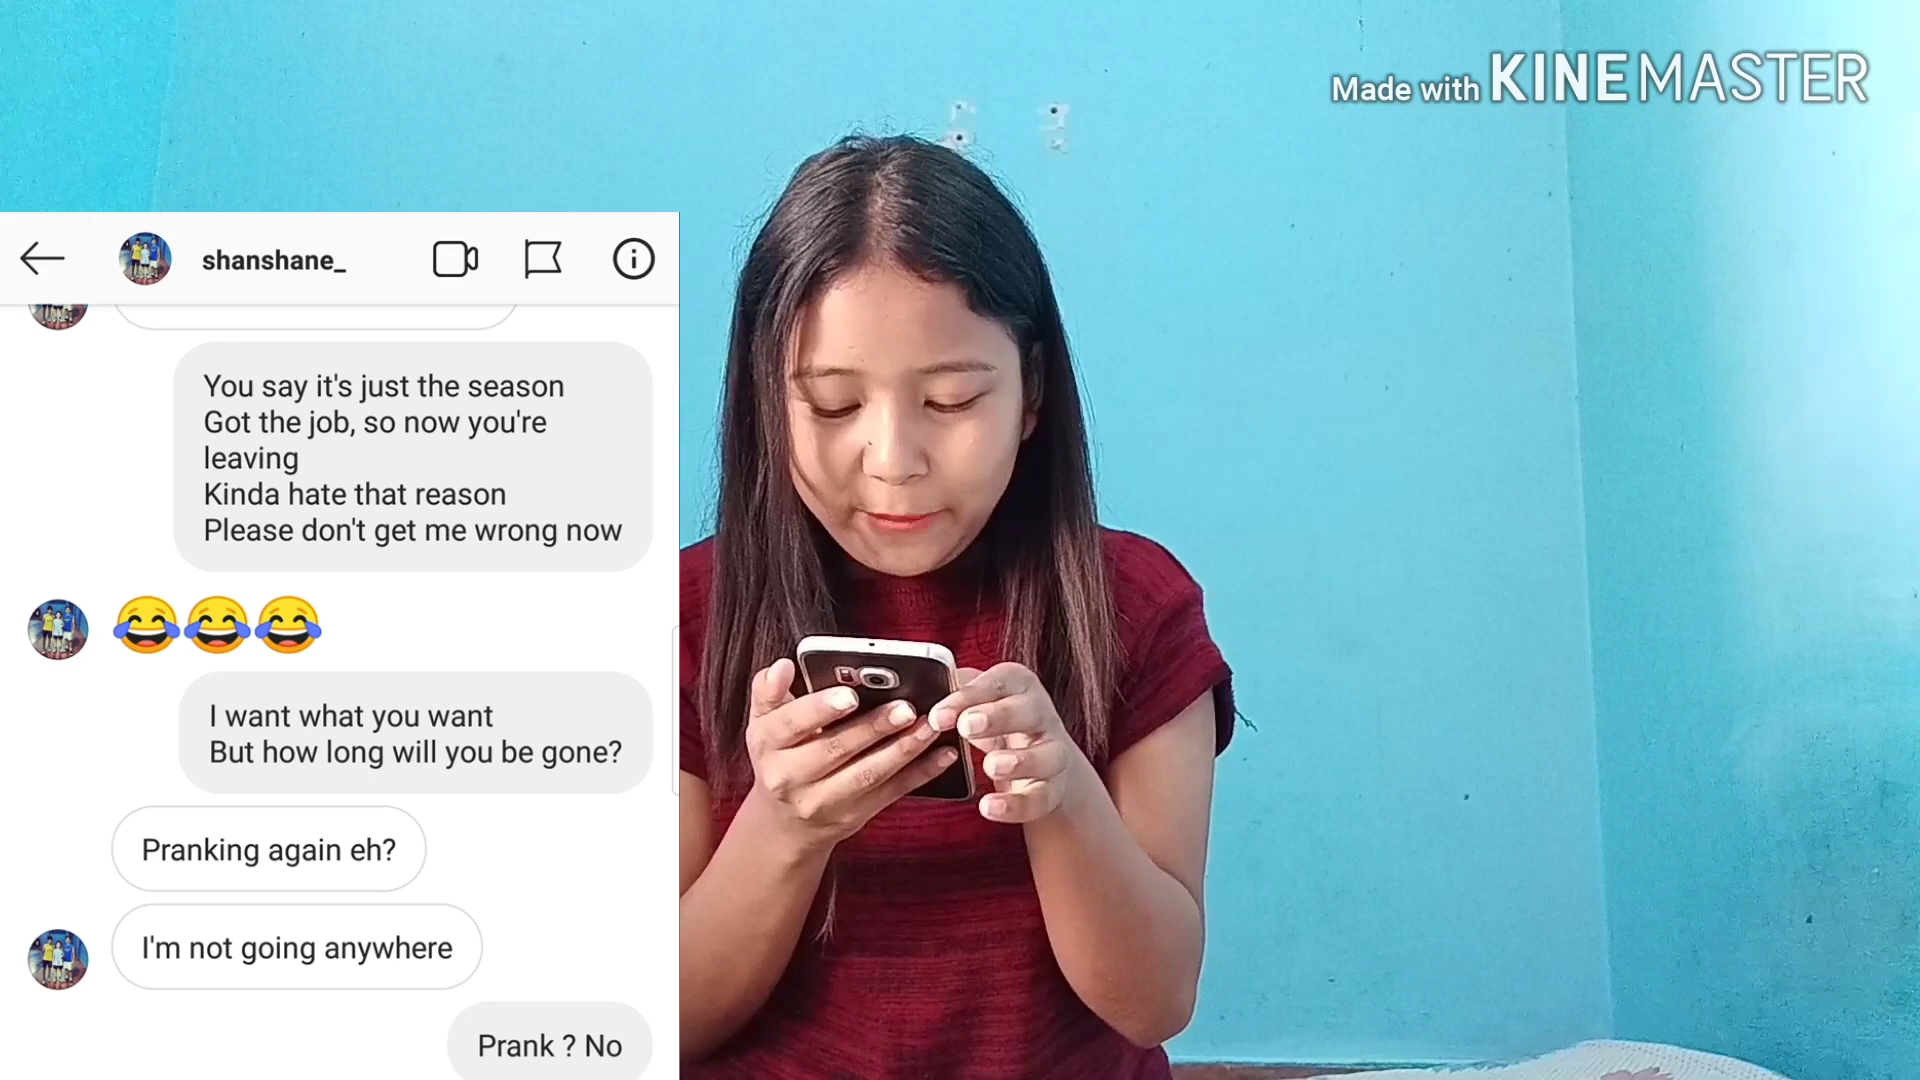 Made with KINEMASTER
shanshane_
You say it's just the season
Got the job, so now you're
leaving
Kinda hate that reason
Please don't get me wrong now
😂😂😂
I want what you want
But how long will you be gone?
Pranking again eh?
I'm not going anywhere
Prank ? No